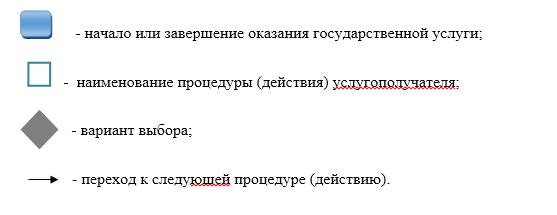 - начало или завершение оказания государственной услуги;
- наименование процедуры (действия) услугополучателя;
- вариант выбора;
- переход к следующей процедуре (действию).